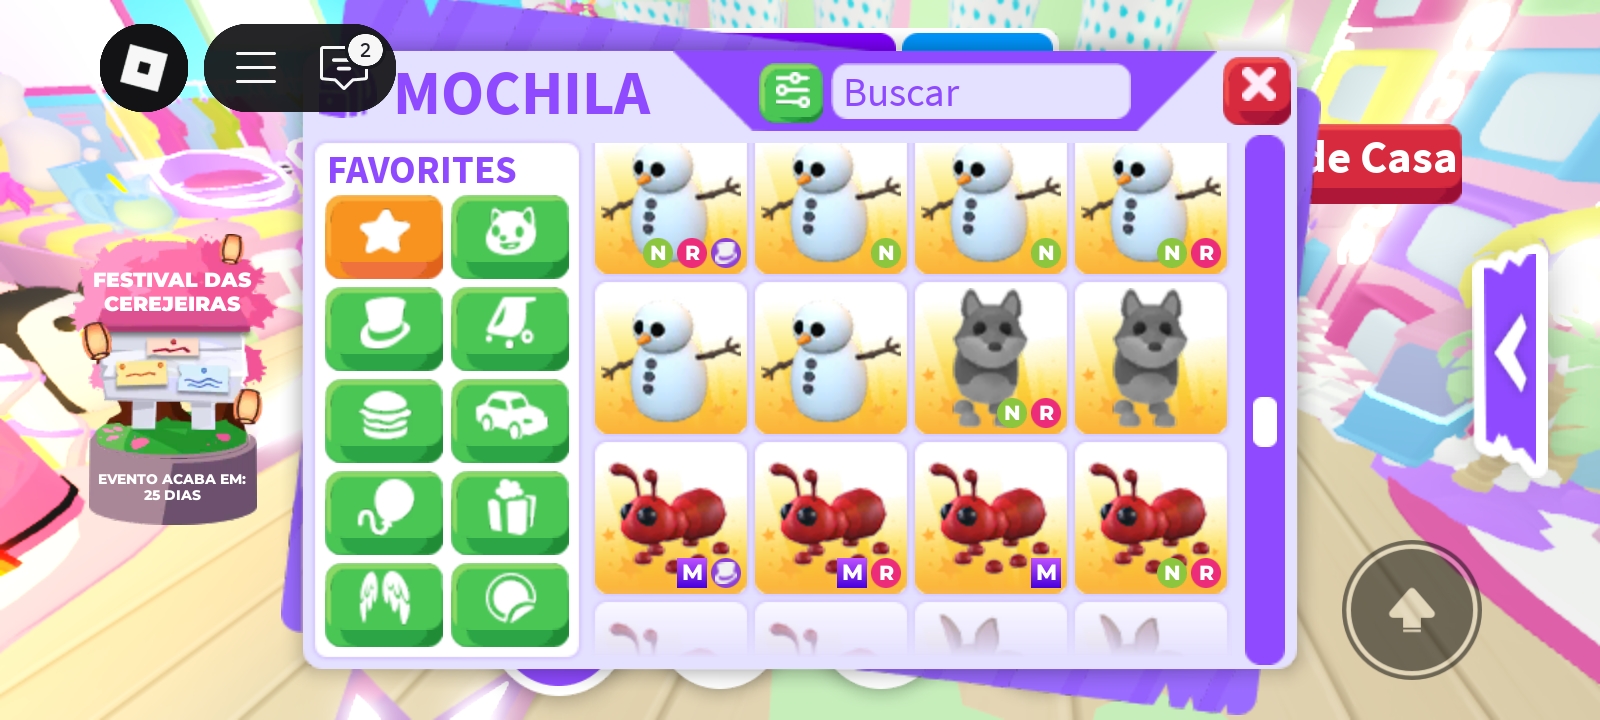 2
MOCHILA
Buscar
de Casa
FAVORITES
N R
N
N
N R
N R
M
M R
M
N R
FESTIVAL DAS
CEREJEIRAS
EVENTO ACABA EM:
25 DIAS